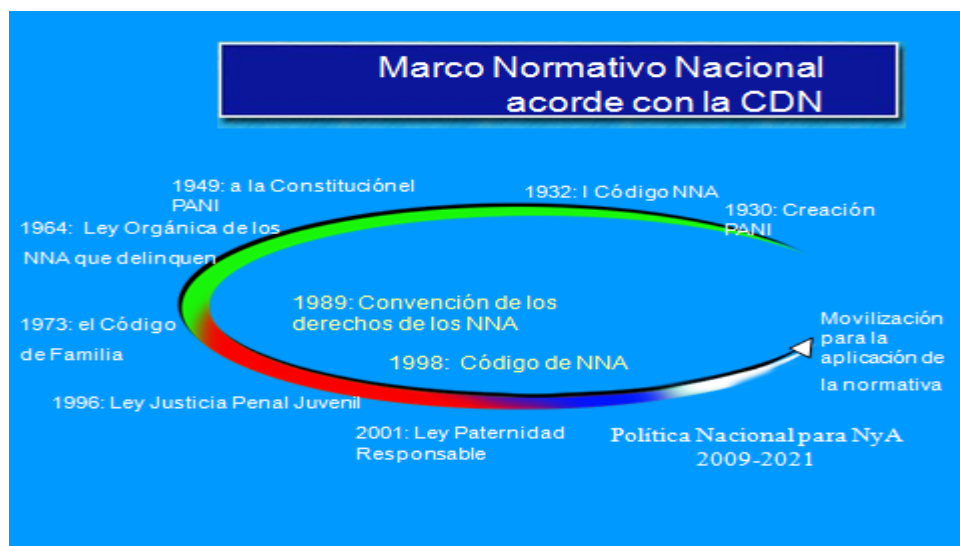 Marco Normativo Nacional
acorde con la CDN
1949: a la Constituciónel
PANI
1932: I Código NNA
1930: Creación
PANI
1964: Ley Orgánica de los
NNA que delinquen
1989: Convención de los
derechos de los NNA
1973: el Código
de Familia
1998: Código de NNA
Movilización
para la
aplicación de
la normativa
1996: Ley Justicia Penal Juvenil
2001: Ley Paternidad
Responsable
Política Nacional para NyA
2009-2021